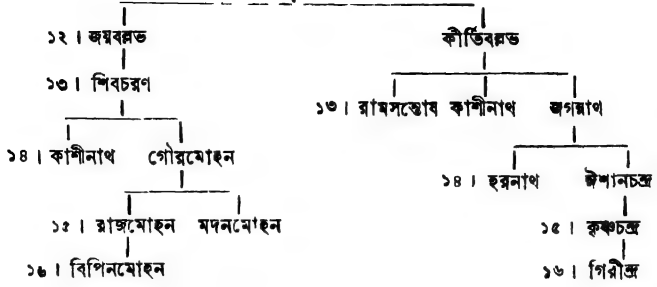 ১২। জয়বল্লভ কীর্তিবল্লভ
১৩। শিবচরণ
১৩। রামসন্তোষ কাশীনাথ জগন্নাথ
১৪। কাশীনাথ গৌরমোহন
১৪। হরনাথ ঈশানচন্দ্র
১৫। রাজমোহন মদনমোহন
১৫। কৃষ্ণচন্দ্র
১৬। বিপিনমোহন
১৬। গিরীন্দ্র